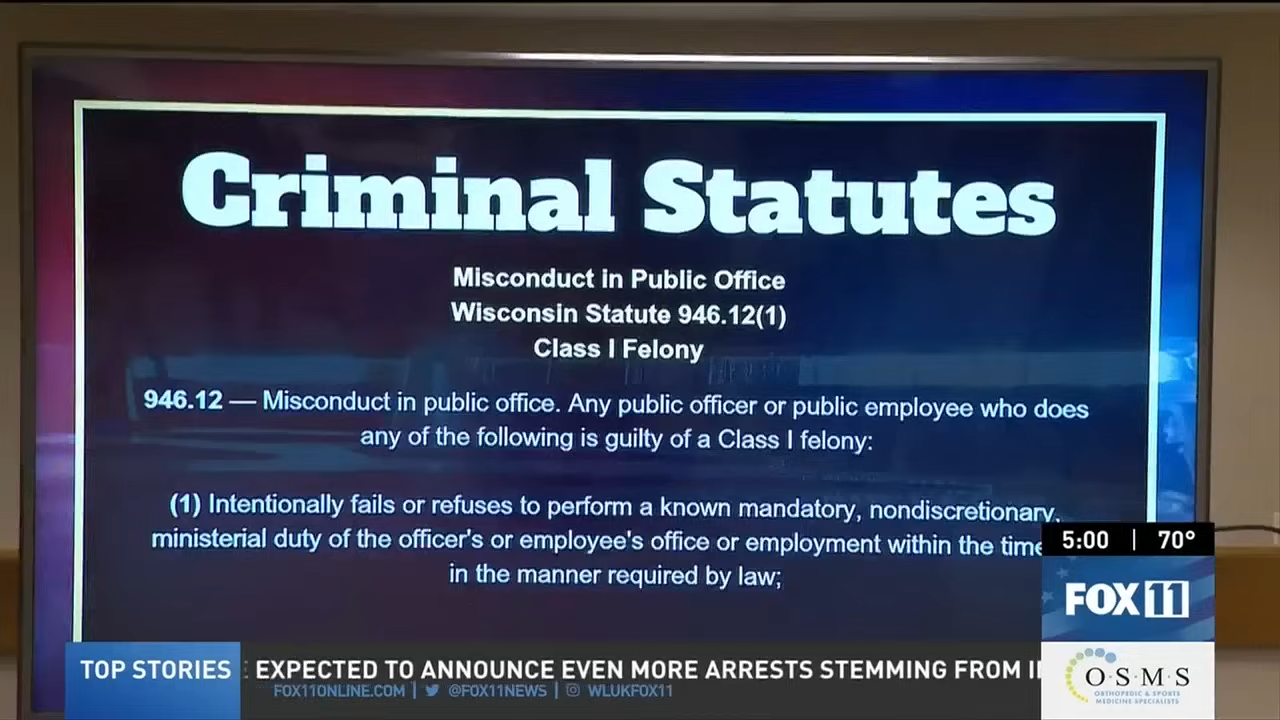 Criminal Statutes
Misconduct in Public Office
Wisconsin Statute 946.12(1)
Class I Felony
946.12 — Misconduct in public office. Any public officer or public employee who does
any of the following is guilty of a Class I felony:
(1) Intentionally fails or refuses to perform a known mandatory, nondiscretionary,
ministerial duty of the officer's or employee's office or employment within the time
in the manner required by law;
5:00 | 70°
FOX 11
TOP STORIES
EXPECTED TO ANNOUNCE EVEN MORE ARRESTS STEMMING FROM
FOX11ONLINE.COM | @FOX11NEWS | WLUKFOX11
O·S·M·S
ORTHOPEDIC & SPORTS
MEDICINE SPECIALISTS